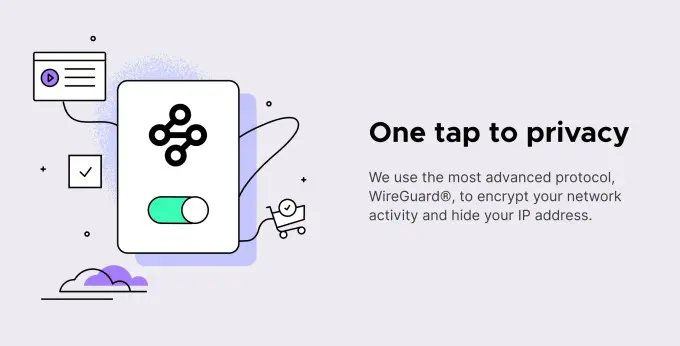 One tap to privacy
We use the most advanced protocol,
WireGuard®, to encrypt your network
activity and hide your IP address.